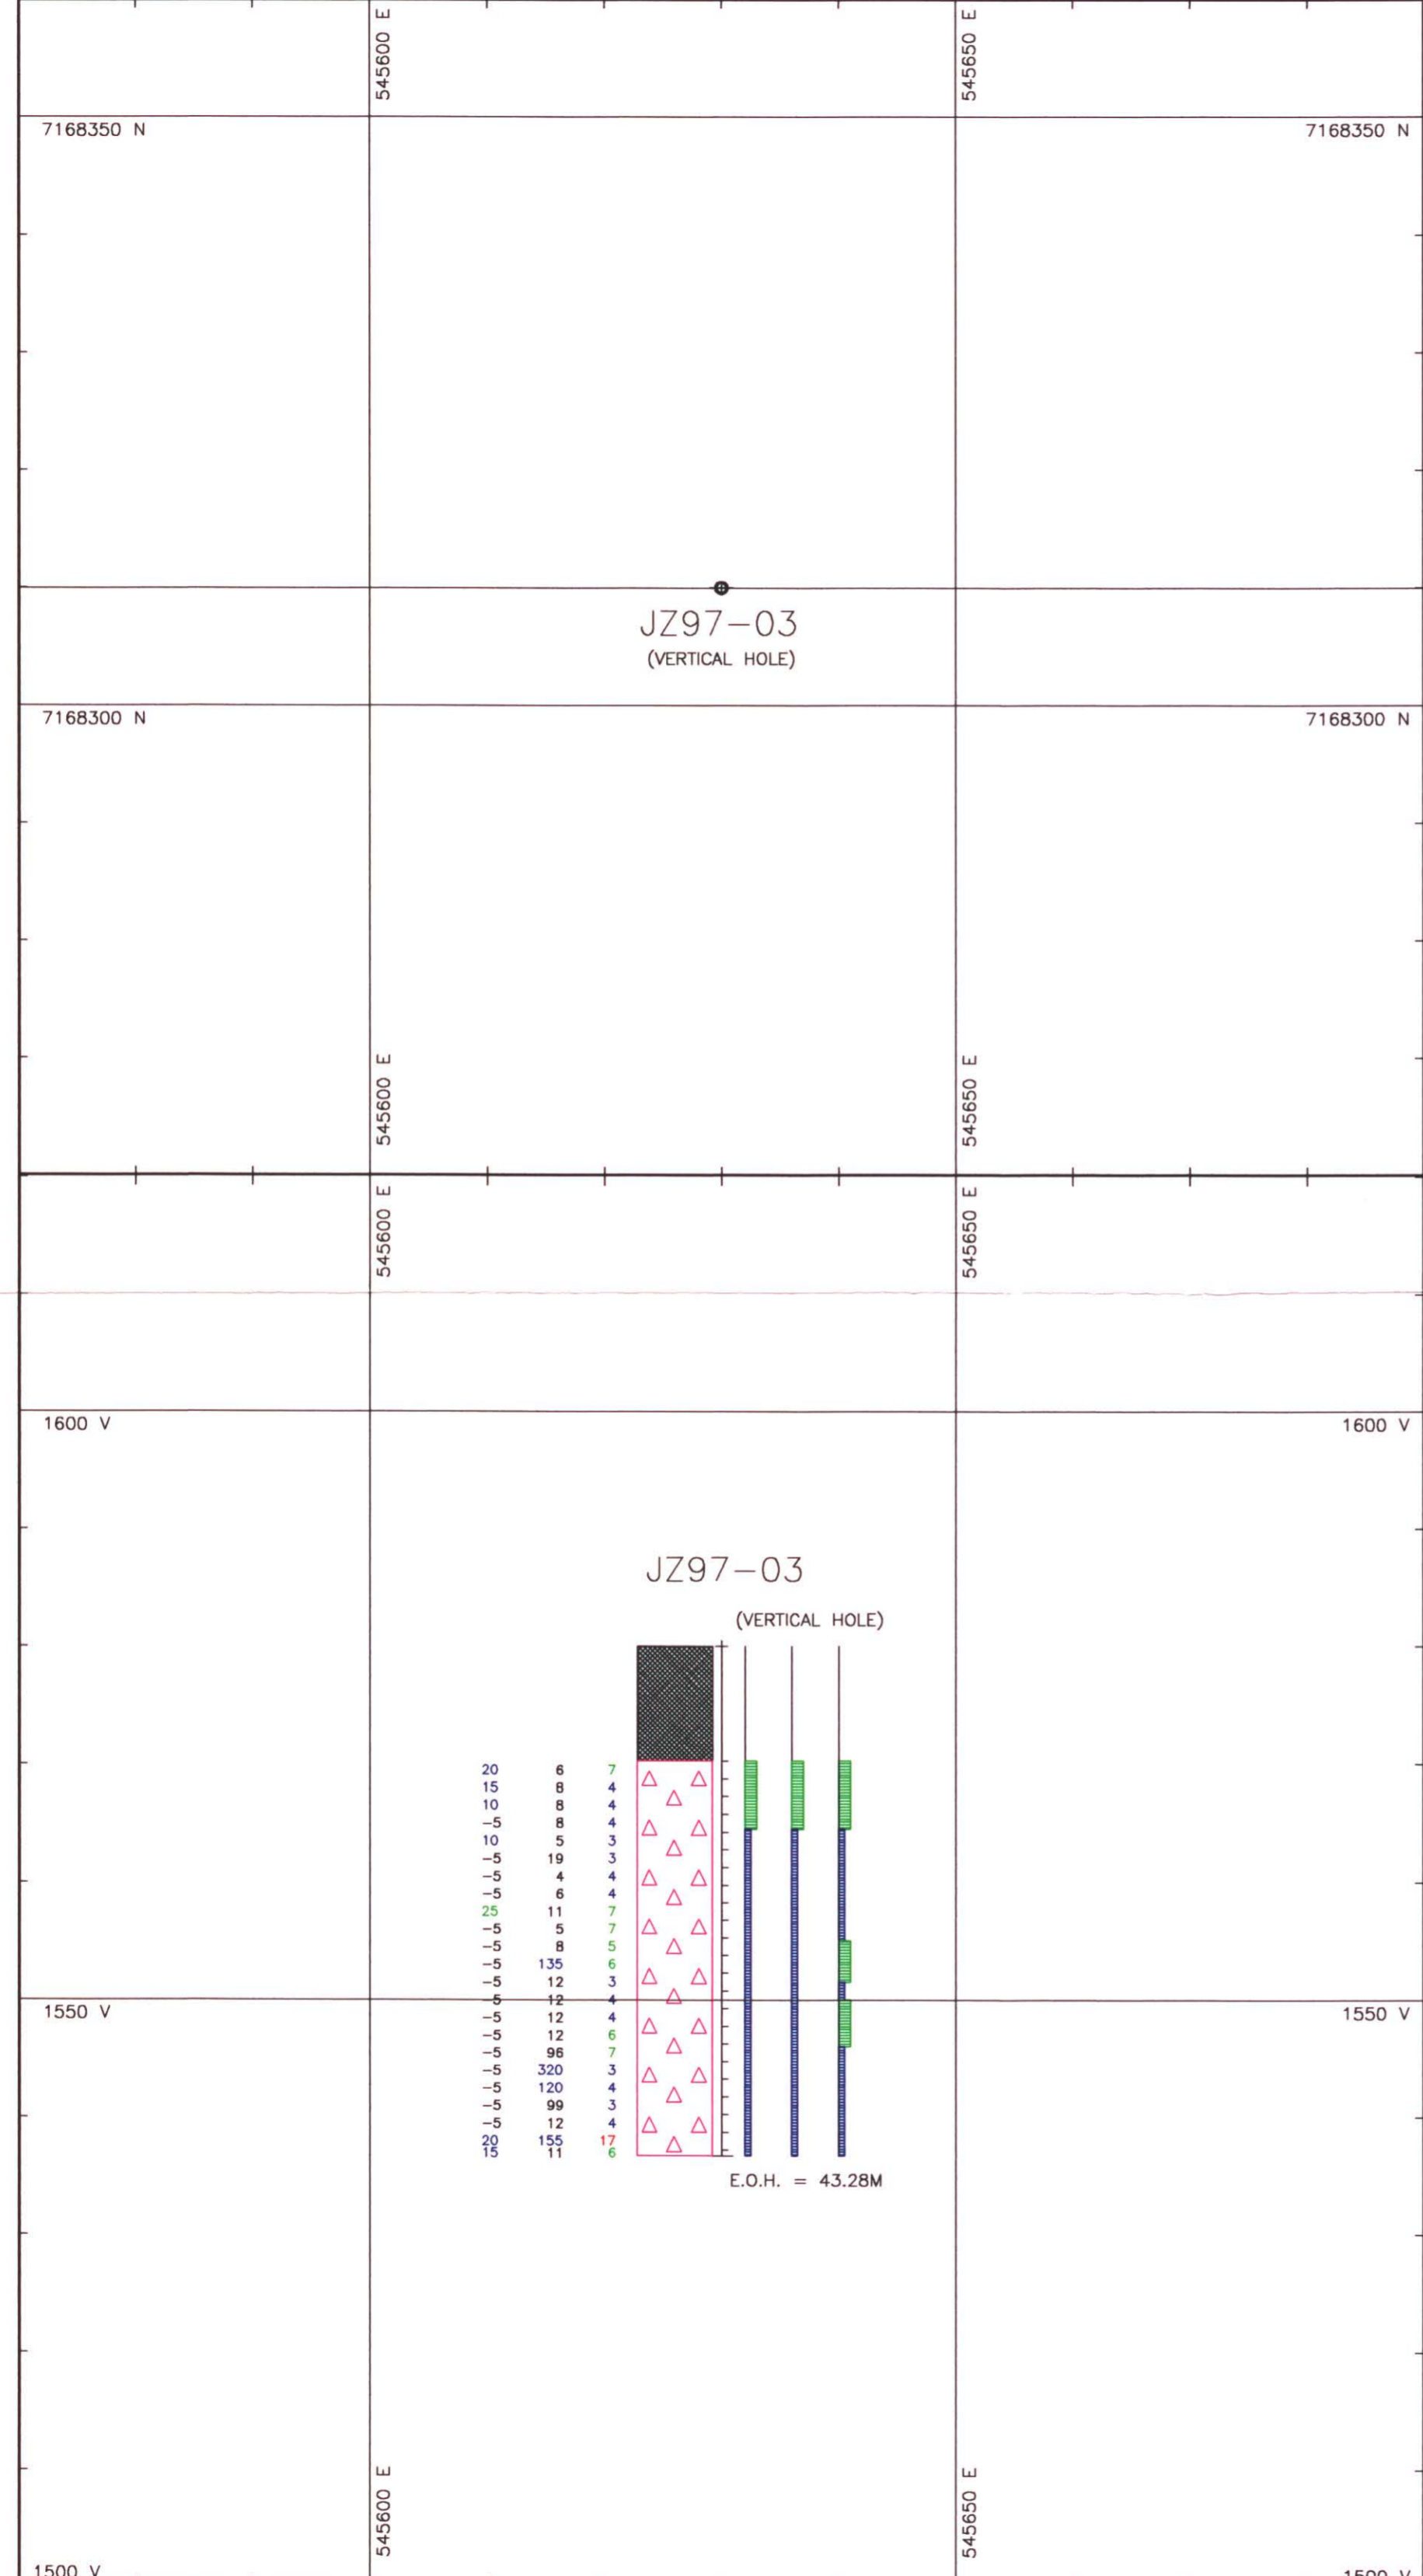 545600 E 545650 E
7168350 N 7168350 N
JZ97-03
(VERTICAL HOLE)
7168300 N 7168300 N
545600 E 545650 E
545600 E 545650 E
1600 V 1600 V
JZ97-03
(VERTICAL HOLE)
20 6 7
15 8 4
10 8 4
-5 8 4
10 5 3
-5 19 3
-5 4 4
-5 6 4
25 11 7
-5 5 7
-5 8 5
-5 135 6
-5 12 3
-5 12 4
1550 V 1550 V
-5 12 4
-5 12 6
-5 96 7
-5 320 3
-5 120 4
-5 99 3
-5 12 4
20 155 17
15 11 6
E.O.H. = 43.28M
545600 E 545650 E
1500 V 1500 V